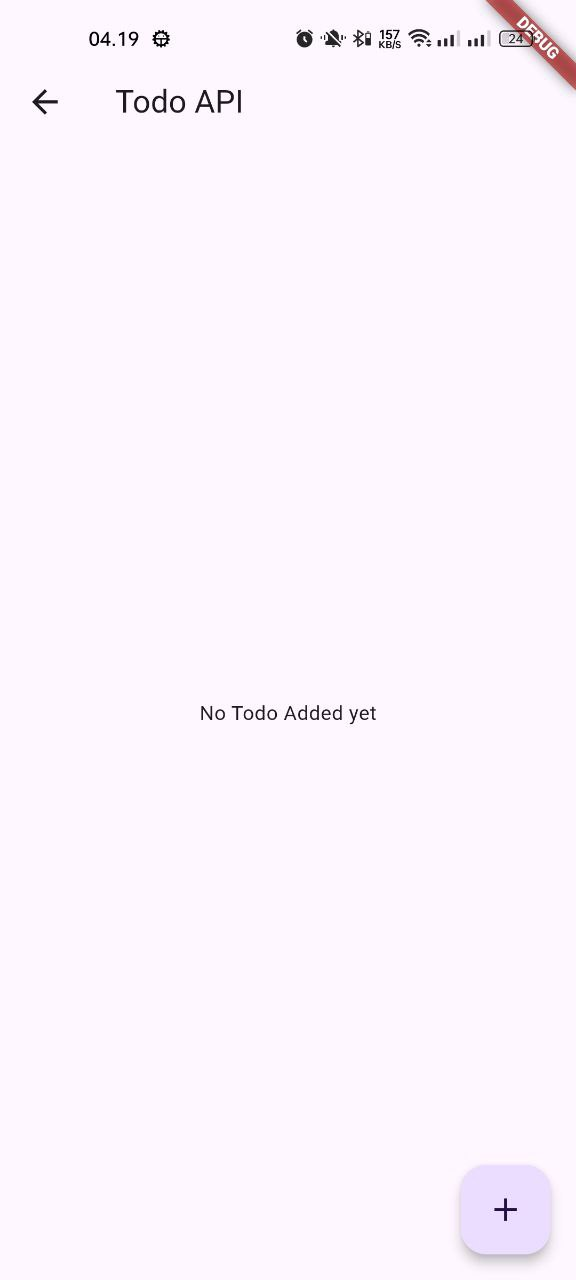 04.19 157 KB/S 24 DEBUG
Todo API
No Todo Added yet